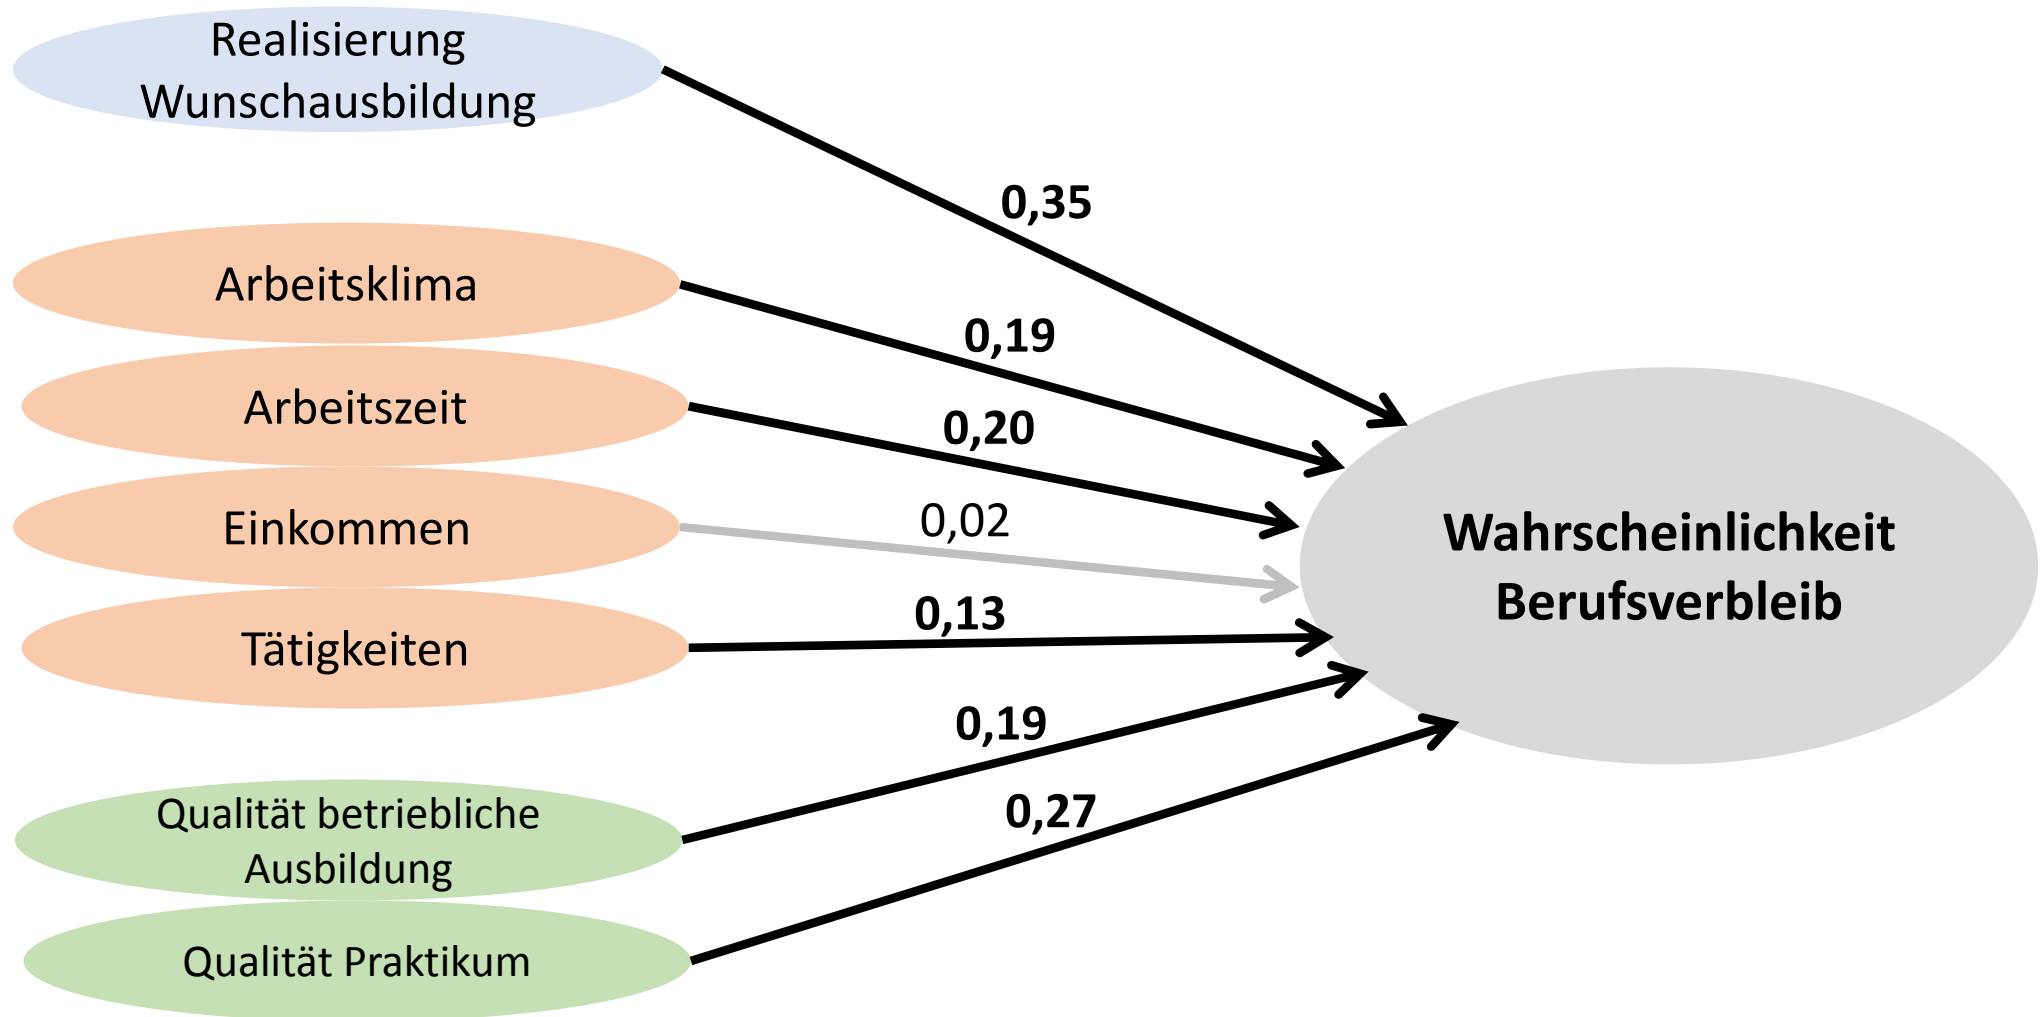 Realisierung
Wunschausbildung
0,35
Arbeitsklima
0,19
Arbeitszeit
0,20
Einkommen
0,02
Tätigkeiten
0,13
Qualität betriebliche
Ausbildung
0,19
Qualität Praktikum
0,27
Wahrscheinlichkeit
Berufsverbleib